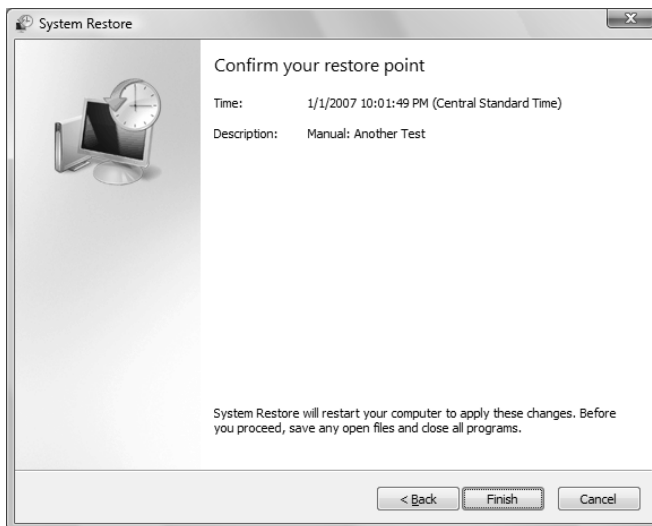 System Restore
Confirm your restore point
Time: 1/1/2007 10:01:49 PM (Central Standard Time)
Description: Manual: Another Test
System Restore will restart your computer to apply these changes. Before
you proceed, save any open files and close all programs.
< Back Finish Cancel